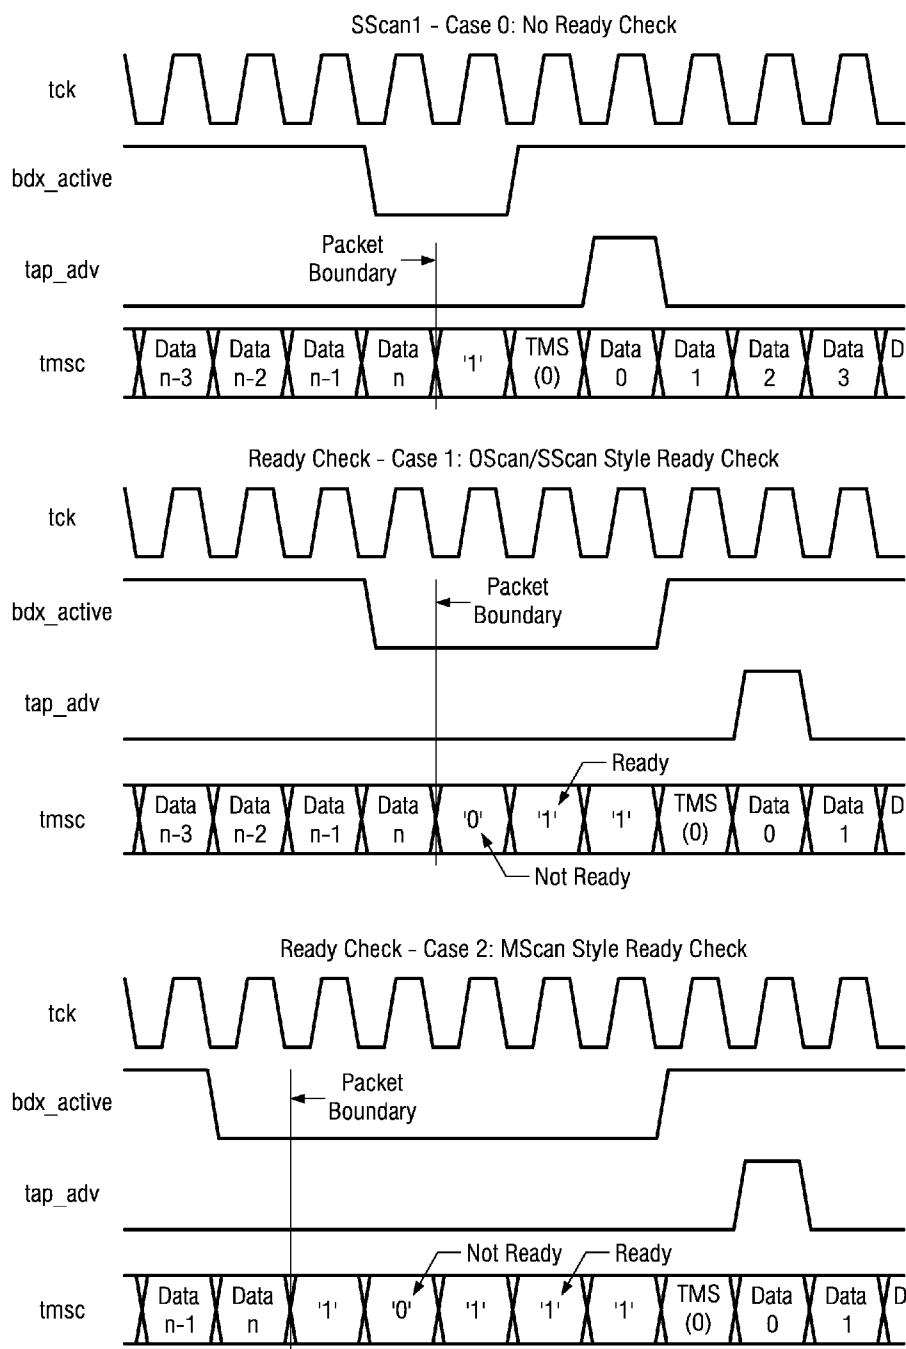 SScan1 - Case 0: No Ready Check
tck
bdx_active
Packet
Boundary
tap_adv
tmsc
Data
n-3
Data
n-2
Data
n-1
Data
n
'1'
TMS
(0)
Data
0
Data
1
Data
2
Data
3
D
Ready Check - Case 1: OScan/SScan Style Ready Check
tck
bdx_active
Packet
Boundary
tap_adv
Ready
tmsc
Data
n-3
Data
n-2
Data
n-1
Data
n
'0'
'1'
'1'
TMS
(0)
Data
0
Data
1
D
Not Ready
Ready Check - Case 2: MScan Style Ready Check
tck
bdx_active
Packet
Boundary
tap_adv
Not Ready
Ready
tmsc
Data
n-1
Data
n
'1'
'0'
'1'
'1'
'1'
TMS
(0)
Data
0
Data
1
D